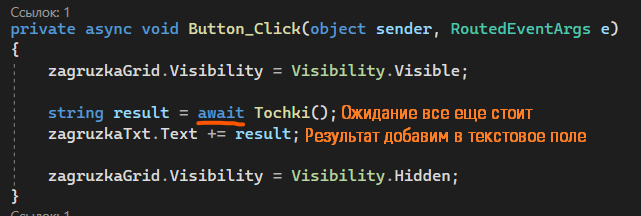 Ссылок: 1
private async void Button_Click(object sender, RoutedEventArgs e)
{
zagruzkaGrid.Visibility = Visibility.Visible;
string result = await Tochki(); Ожидание все еще стоит
zagruzkaTxt.Text += result; Результат добавим в текстовое поле
zagruzkaGrid.Visibility = Visibility.Hidden;
}
Ссылок: 1